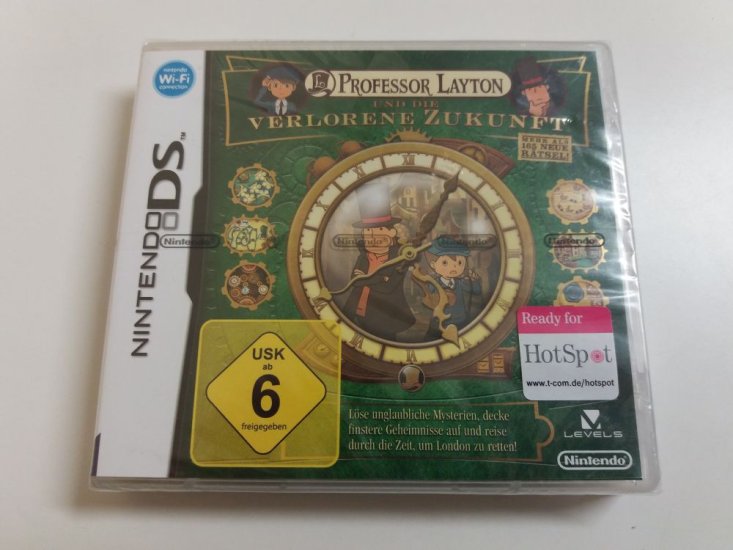 nintendo
Wi-Fi
connection
NINTENDO DS™
PROFESSOR LAYTON
UND DIE
VERLORENE ZUKUNFT
MEHR ALS
165 NEUE
RÄTSEL!
Nintendo®
Nintendo®
Nintendo®
Ready for
HotSpot
www.t-com.de/hotspot
USK
ab
6
freigegeben
Löse unglaubliche Mysterien, decke
finstere Geheimnisse auf und reise
durch die Zeit, um London zu retten!
LEVEL5
Nintendo®